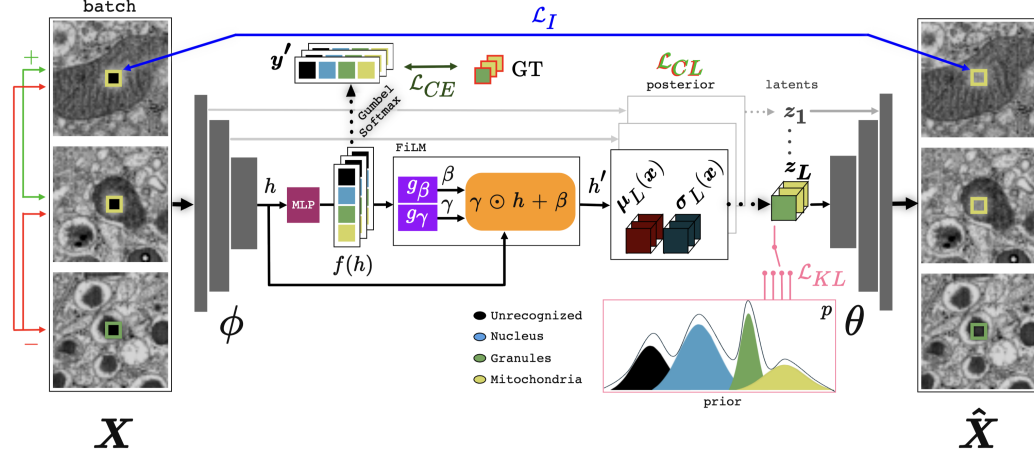 batch
𝓛_I
y′
𝓛_CE
GT
𝓛_CL
posterior
latents
Gumbel
Softmax
z_1
z_L
+
FiLM
h
MLP
f(h)
g_β
g_γ
β
γ
γ ⊙ h + β
h′
μ_L(x)
σ_L(x)
𝓛_KL
−
ϕ
θ
p
Unrecognized
Nucleus
Granules
Mitochondria
prior
X
X̂